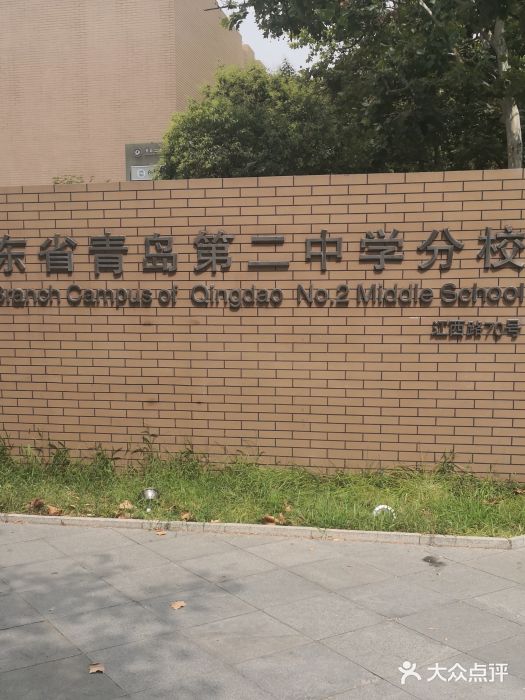 东省青岛第二中学分校
Branch Campus of Qingdao No.2 Middle School
江西路70号
大众点评